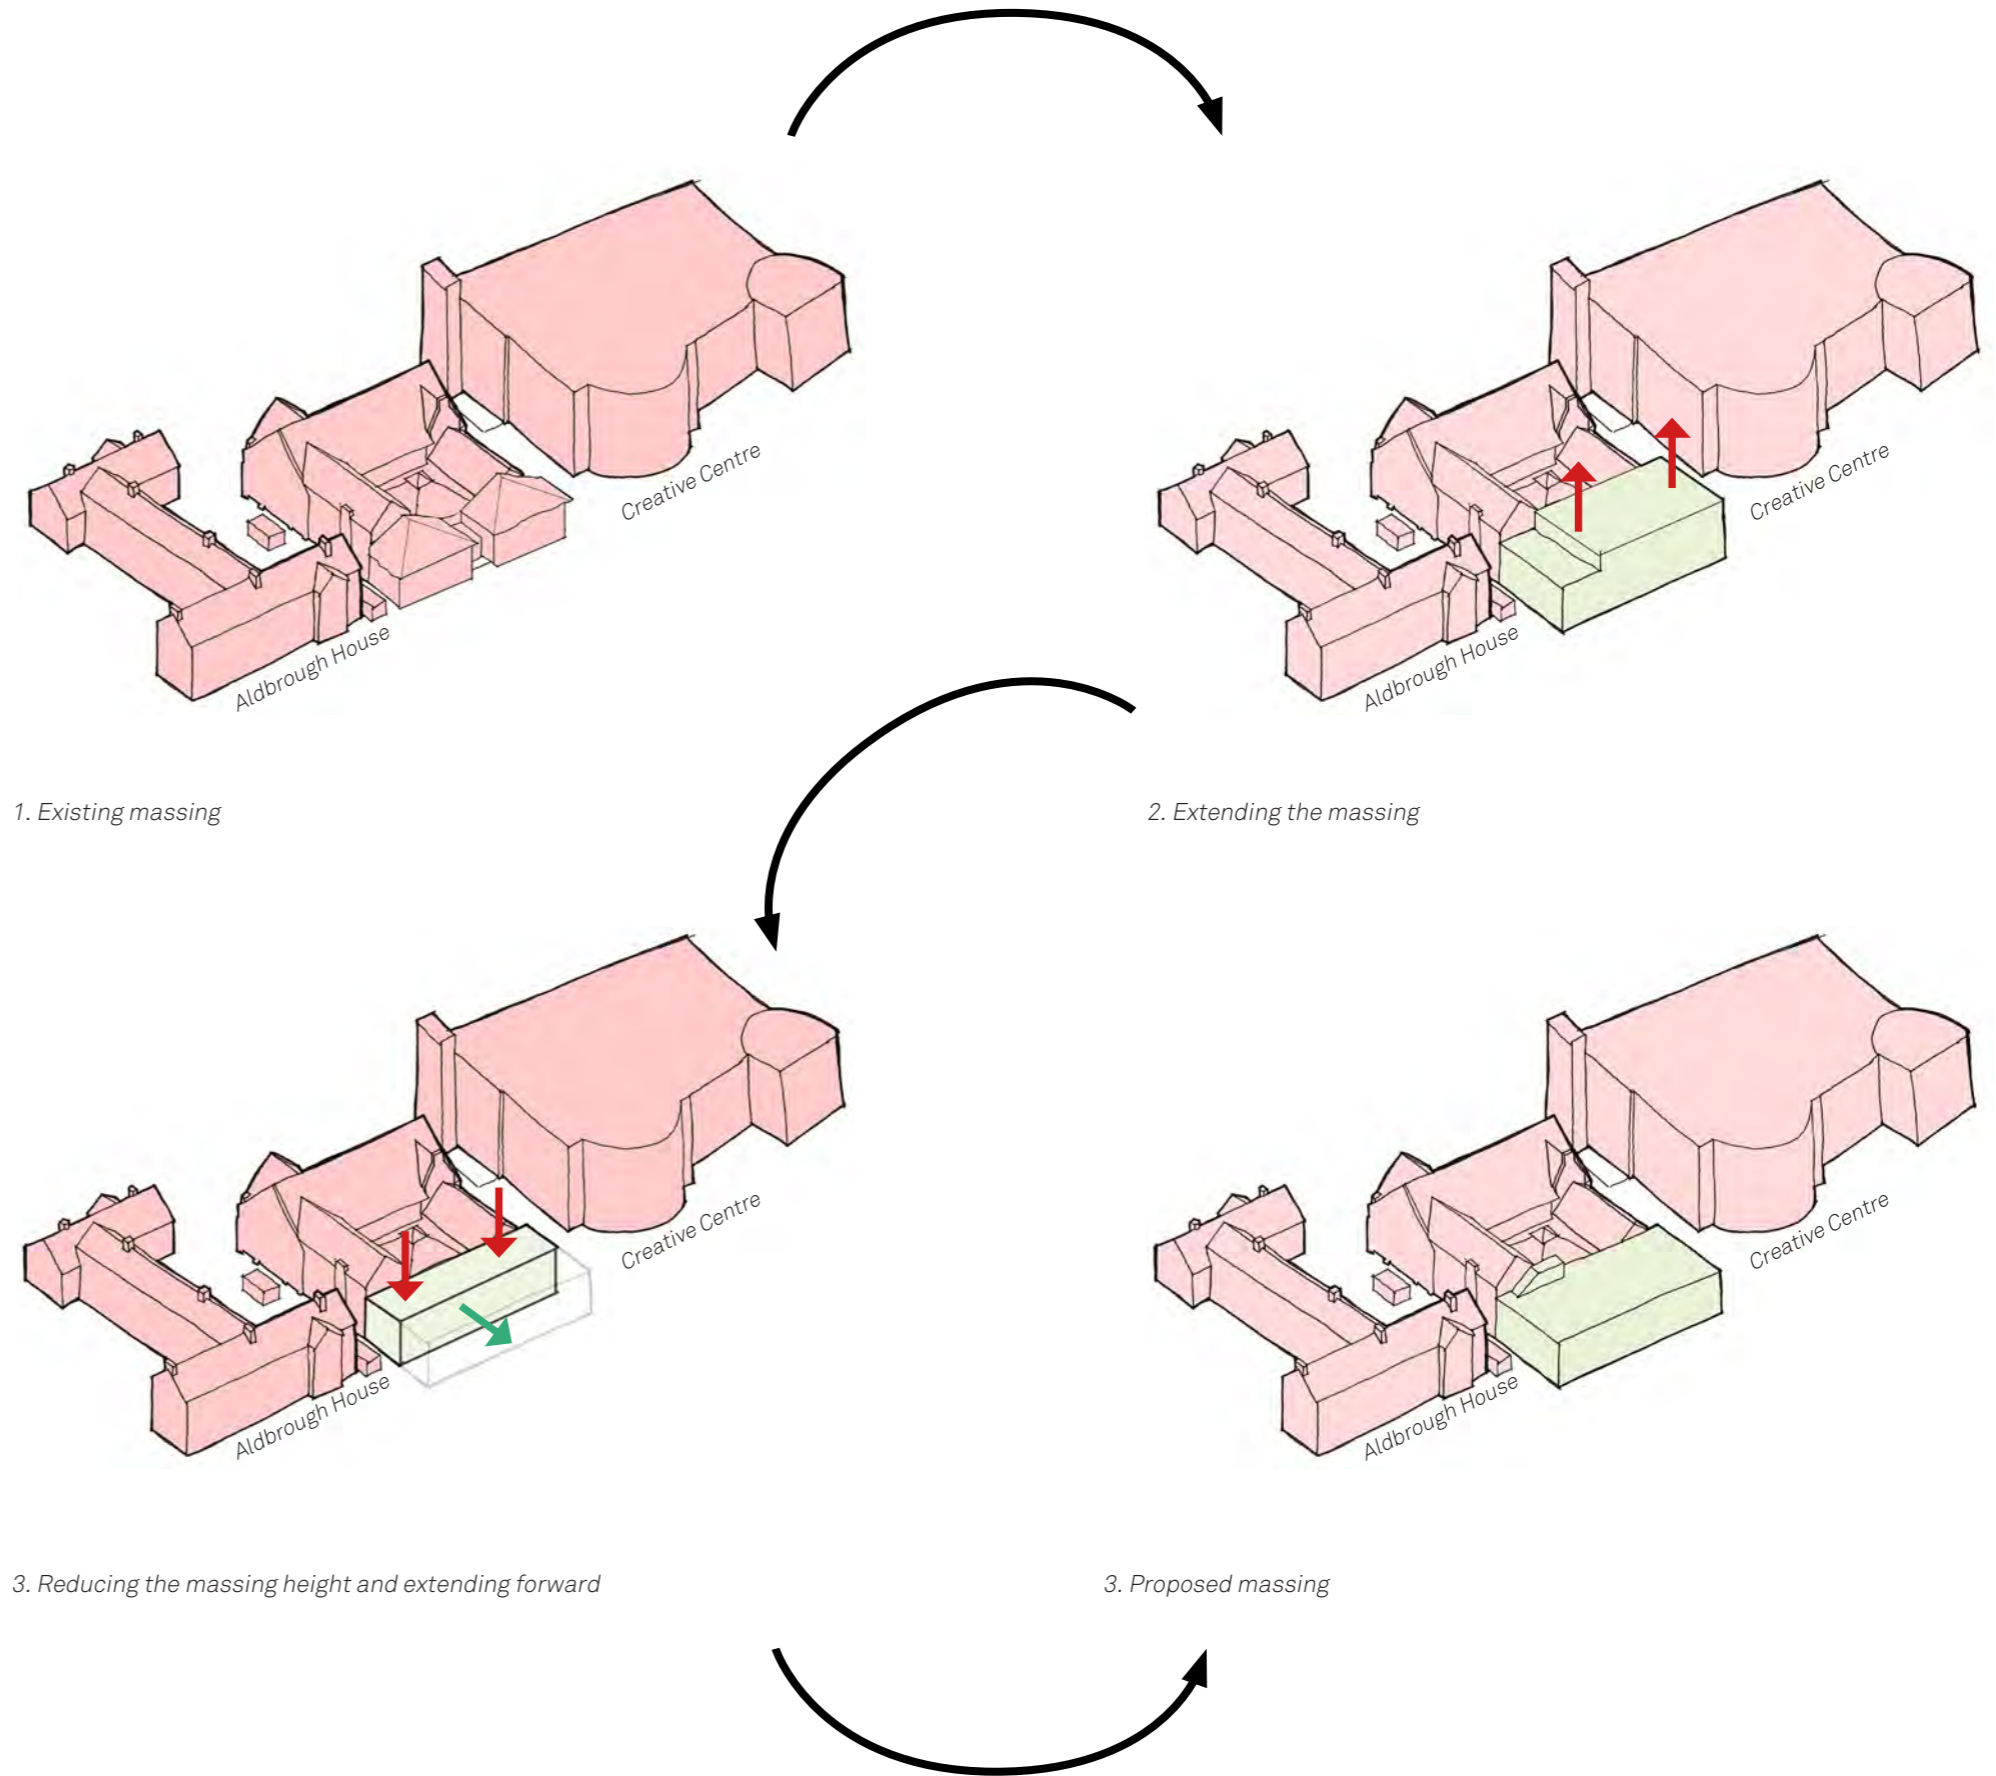 Creative Centre
Aldbrough House
1. Existing massing
Creative Centre
Aldbrough House
2. Extending the massing
Creative Centre
Aldbrough House
3. Reducing the massing height and extending forward
Creative Centre
Aldbrough House
3. Proposed massing